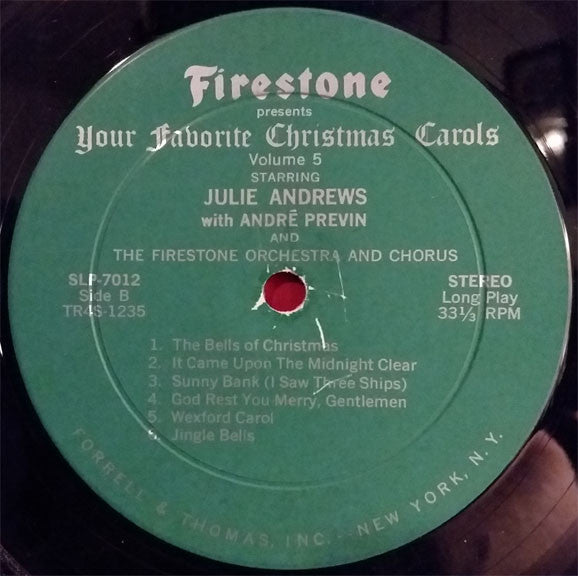 Firestone
presents
Your Favorite Christmas Carols
Volume 5
STARRING
JULIE ANDREWS
with ANDRÉ PREVIN
AND
THE FIRESTONE ORCHESTRA AND CHORUS
SLP-7012
Side B
TR4S-1235
STEREO
Long Play
33⅓ RPM
1. The Bells of Christmas
2. It Came Upon The Midnight Clear
3. Sunny Bank (I Saw Three Ships)
4. God Rest You Merry, Gentlemen
5. Wexford Carol
6. Jingle Bells
FORRELL & THOMAS, INC. - NEW YORK, N. Y.